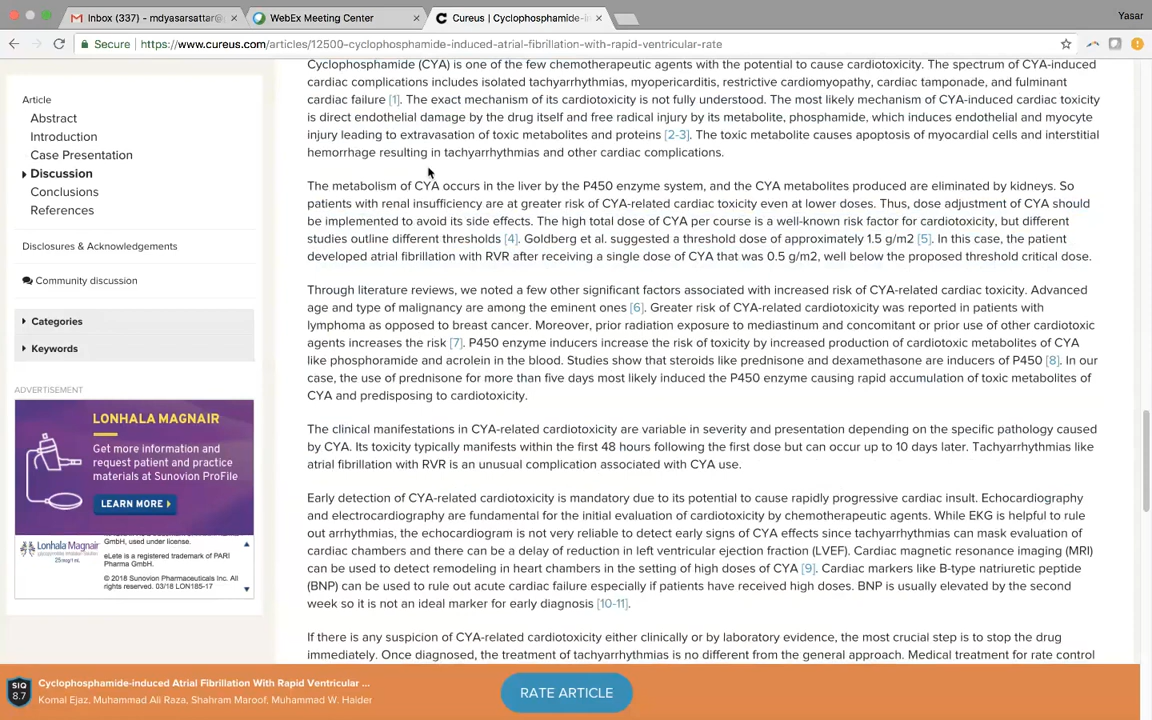 Inbox (337) - mdyasarsattar@
WebEx Meeting Center
Cureus | Cyclophosphamide-in
Yasar
Secure
https://www.cureus.com/articles/12500-cyclophosphamide-induced-atrial-fibrillation-with-rapid-ventricular-rate
Article
Abstract
Introduction
Case Presentation
Discussion
Conclusions
References
Disclosures & Acknowledgements
Community discussion
Categories
Keywords
ADVERTISEMENT
LONHALA MAGNAIR
Get more information and
request patient and practice
materials at Sunovion ProFile
LEARN MORE
Lonhala Magnair
25 mcg/1 mL
GmbH, used under license.
eLete is a registered trademark of PARI
Pharma GmbH.
© 2018 Sunovion Pharmaceuticals Inc. All
rights reserved. 03/18 LON185-17
Cyclophosphamide (CYA) is one of the few chemotherapeutic agents with the potential to cause cardiotoxicity. The spectrum of CYA-induced
cardiac complications includes isolated tachyarrhythmias, myopericarditis, restrictive cardiomyopathy, cardiac tamponade, and fulminant
cardiac failure [1]. The exact mechanism of its cardiotoxicity is not fully understood. The most likely mechanism of CYA-induced cardiac toxicity
is direct endothelial damage by the drug itself and free radical injury by its metabolite, phosphamide, which induces endothelial and myocyte
injury leading to extravasation of toxic metabolites and proteins [2-3]. The toxic metabolite causes apoptosis of myocardial cells and interstitial
hemorrhage resulting in tachyarrhythmias and other cardiac complications.
The metabolism of CYA occurs in the liver by the P450 enzyme system, and the CYA metabolites produced are eliminated by kidneys. So
patients with renal insufficiency are at greater risk of CYA-related cardiac toxicity even at lower doses. Thus, dose adjustment of CYA should
be implemented to avoid its side effects. The high total dose of CYA per course is a well-known risk factor for cardiotoxicity, but different
studies outline different thresholds [4]. Goldberg et al. suggested a threshold dose of approximately 1.5 g/m2 [5]. In this case, the patient
developed atrial fibrillation with RVR after receiving a single dose of CYA that was 0.5 g/m2, well below the proposed threshold critical dose.
Through literature reviews, we noted a few other significant factors associated with increased risk of CYA-related cardiac toxicity. Advanced
age and type of malignancy are among the eminent ones [6]. Greater risk of CYA-related cardiotoxicity was reported in patients with
lymphoma as opposed to breast cancer. Moreover, prior radiation exposure to mediastinum and concomitant or prior use of other cardiotoxic
agents increases the risk [7]. P450 enzyme inducers increase the risk of toxicity by increased production of cardiotoxic metabolites of CYA
like phosphoramide and acrolein in the blood. Studies show that steroids like prednisone and dexamethasone are inducers of P450 [8]. In our
case, the use of prednisone for more than five days most likely induced the P450 enzyme causing rapid accumulation of toxic metabolites of
CYA and predisposing to cardiotoxicity.
The clinical manifestations in CYA-related cardiotoxicity are variable in severity and presentation depending on the specific pathology caused
by CYA. Its toxicity typically manifests within the first 48 hours following the first dose but can occur up to 10 days later. Tachyarrhythmias like
atrial fibrillation with RVR is an unusual complication associated with CYA use.
Early detection of CYA-related cardiotoxicity is mandatory due to its potential to cause rapidly progressive cardiac insult. Echocardiography
and electrocardiography are fundamental for the initial evaluation of cardiotoxicity by chemotherapeutic agents. While EKG is helpful to rule
out arrhythmias, the echocardiogram is not very reliable to detect early signs of CYA effects since tachyarrhythmias can mask evaluation of
cardiac chambers and there can be a delay of reduction in left ventricular ejection fraction (LVEF). Cardiac magnetic resonance imaging (MRI)
can be used to detect remodeling in heart chambers in the setting of high doses of CYA [9]. Cardiac markers like B-type natriuretic peptide
(BNP) can be used to rule out acute cardiac failure especially if patients have received high doses. BNP is usually elevated by the second
week so it is not an ideal marker for early diagnosis [10-11].
If there is any suspicion of CYA-related cardiotoxicity either clinically or by laboratory evidence, the most crucial step is to stop the drug
immediately. Once diagnosed, the treatment of tachyarrhythmias is no different from the general approach. Medical treatment for rate control
SIQ
8.7
Cyclophosphamide-induced Atrial Fibrillation With Rapid Ventricular ...
Komal Ejaz, Muhammad Ali Raza, Shahram Maroof, Muhammad W. Haider
RATE ARTICLE